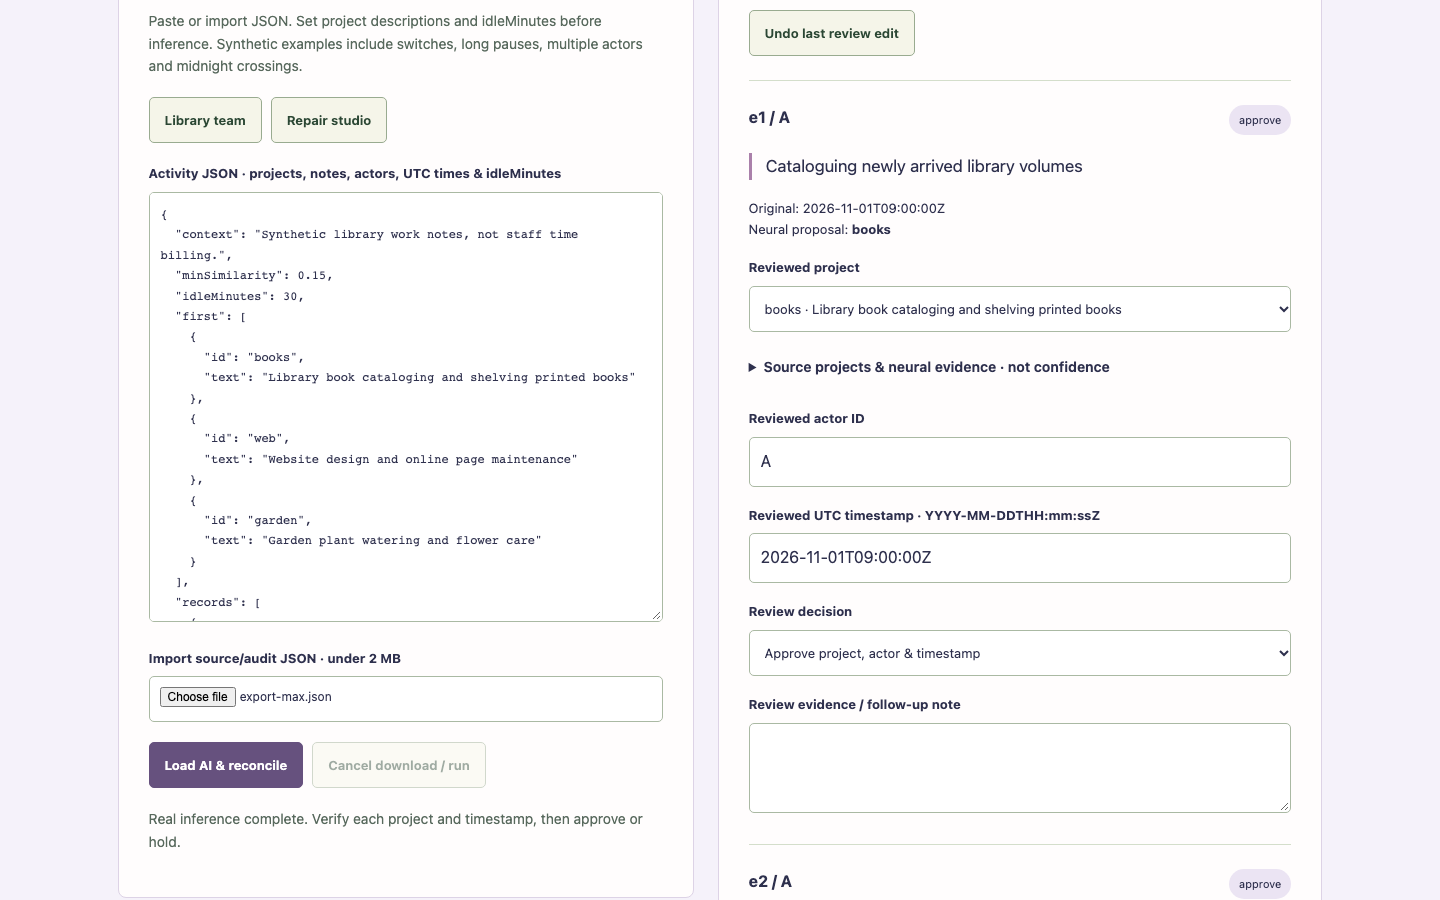 Paste or import JSON. Set project descriptions and idleMinutes before
inference. Synthetic examples include switches, long pauses, multiple actors
and midnight crossings.
Library team
Repair studio
Activity JSON · projects, notes, actors, UTC times & idleMinutes
{
"context": "Synthetic library work notes, not staff time
billing.",
"minSimilarity": 0.15,
"idleMinutes": 30,
"first": [
{
"id": "books",
"text": "Library book cataloging and shelving printed books"
},
{
"id": "web",
"text": "Website design and online page maintenance"
},
{
"id": "garden",
"text": "Garden plant watering and flower care"
}
],
"records": [
Import source/audit JSON · under 2 MB
Choose file export-max.json
Load AI & reconcile
Cancel download / run
Real inference complete. Verify each project and timestamp, then approve or
hold.
Undo last review edit
e1 / A
approve
Cataloguing newly arrived library volumes
Original: 2026-11-01T09:00:00Z
Neural proposal: books
Reviewed project
books · Library book cataloging and shelving printed books
Source projects & neural evidence · not confidence
Reviewed actor ID
A
Reviewed UTC timestamp · YYYY-MM-DDTHH:mm:ssZ
2026-11-01T09:00:00Z
Review decision
Approve project, actor & timestamp
Review evidence / follow-up note
e2 / A
approve